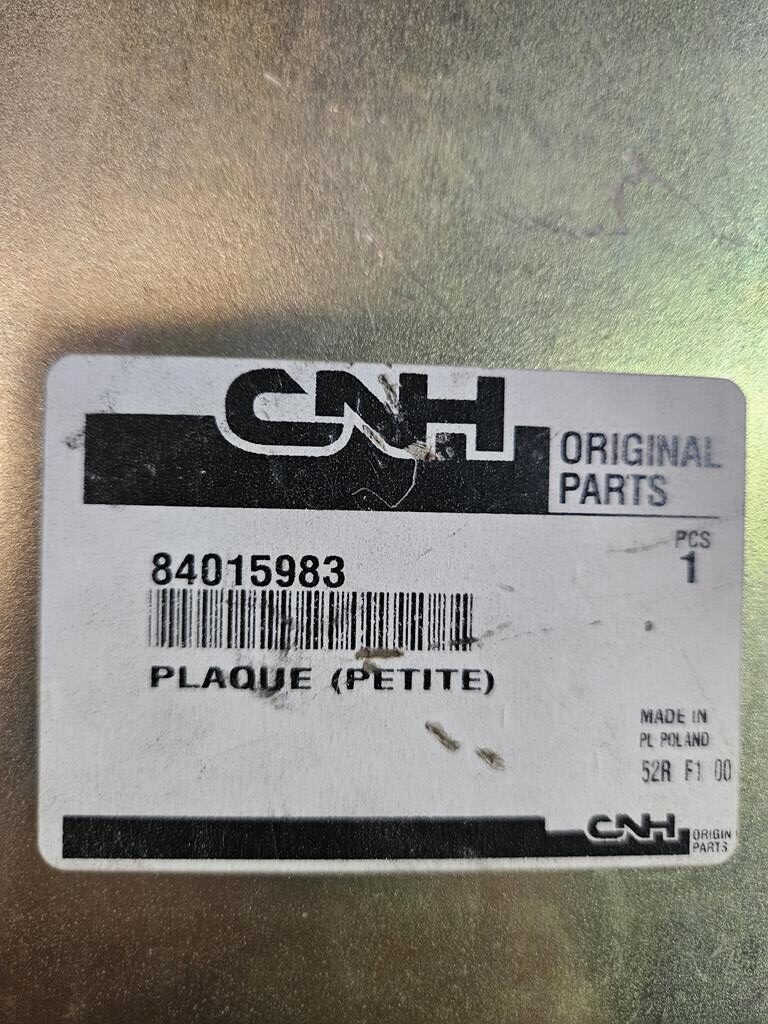 CNH
ORIGINAL
PARTS
PCS
84015983
1
PLAQUE (PETITE)
MADE IN
PL POLAND
52R F1 00
CNH
ORIGIN
PARTS